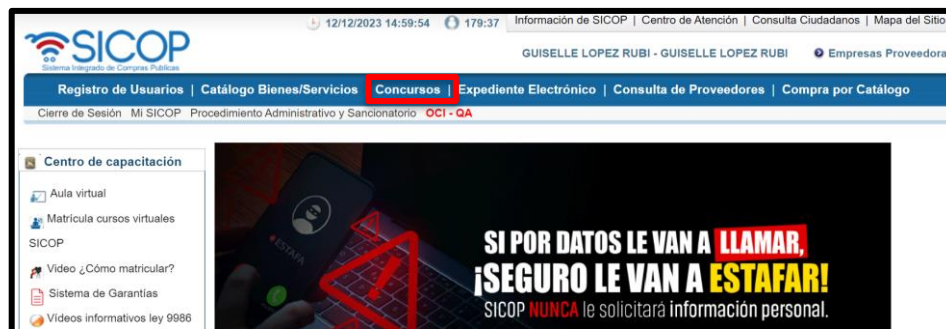 12/12/2023 14:59:54 179:37 Información de SICOP | Centro de Atención | Consulta Ciudadanos | Mapa del Sitio
SICOP
Sistema Integrado de Compras Públicas
GUISELLE LOPEZ RUBI - GUISELLE LOPEZ RUBI Empresas Proveedora
Registro de Usuarios | Catálogo Bienes/Servicios Concursos | Expediente Electrónico | Consulta de Proveedores | Compra por Catálogo
Cierre de Sesión Mi SICOP Procedimiento Administrativo y Sancionatorio OCI - QA
Centro de capacitación
Aula virtual
Matrícula cursos virtuales
SICOP
Video ¿Cómo matricular?
Sistema de Garantías
Vídeos informativos ley 9986
ESTAFA
SI POR DATOS LE VAN A LLAMAR,
¡SEGURO LE VAN A ESTAFAR!
SICOP NUNCA le solicitará información personal.